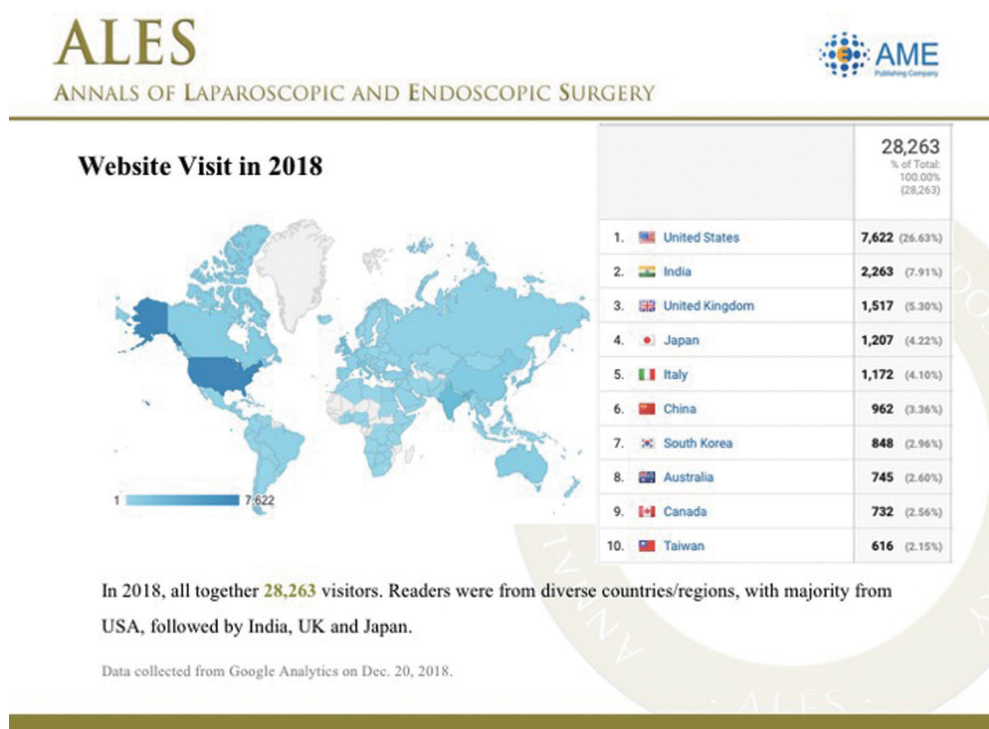 ALES
ANNALS OF LAPAROSCOPIC AND ENDOSCOPIC SURGERY
AME
Publishing Company
Website Visit in 2018
28,263
% of Total:
100.00%
(28,263)
1. United States 7,622 (26.63%)
2. India 2,263 (7.91%)
3. United Kingdom 1,517 (5.30%)
4. Japan 1,207 (4.22%)
5. Italy 1,172 (4.10%)
6. China 962 (3.36%)
7. South Korea 848 (2.96%)
8. Australia 745 (2.60%)
9. Canada 732 (2.56%)
10. Taiwan 616 (2.15%)
1 7,622
In 2018, all together 28,263 visitors. Readers were from diverse countries/regions, with majority from
USA, followed by India, UK and Japan.
Data collected from Google Analytics on Dec. 20, 2018.
ALES